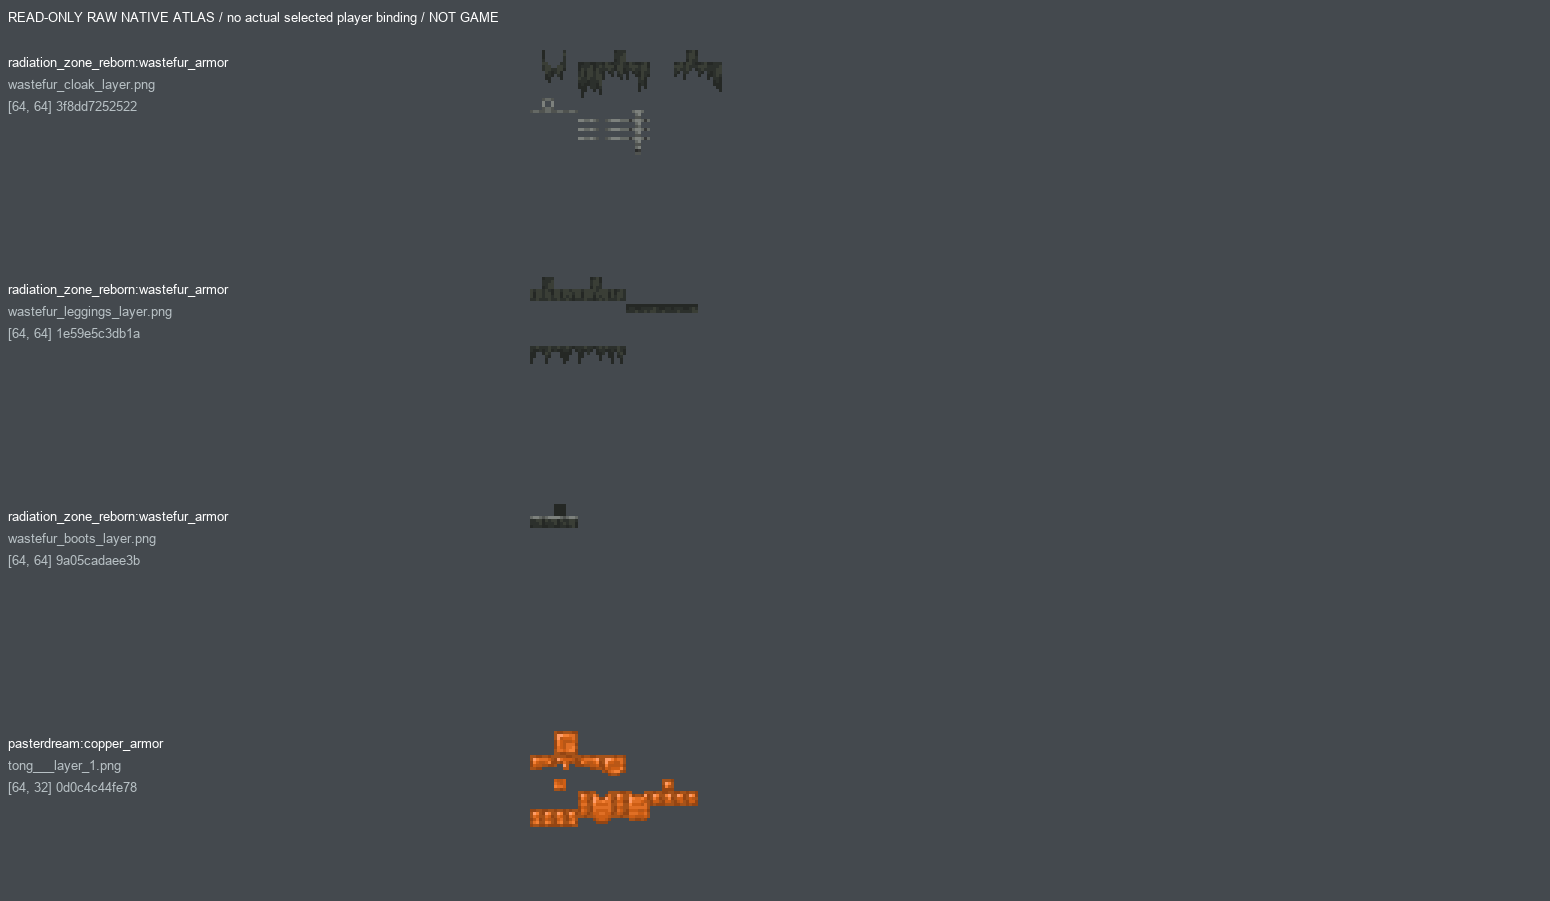 READ-ONLY RAW NATIVE ATLAS / no actual selected player binding / NOT GAME
radiation_zone_reborn:wastefur_armor
wastefur_cloak_layer.png
[64, 64] 3f8dd7252522
radiation_zone_reborn:wastefur_armor
wastefur_leggings_layer.png
[64, 64] 1e59e5c3db1a
radiation_zone_reborn:wastefur_armor
wastefur_boots_layer.png
[64, 64] 9a05cadaee3b
pasterdream:copper_armor
tong___layer_1.png
[64, 32] 0d0c4c44fe78